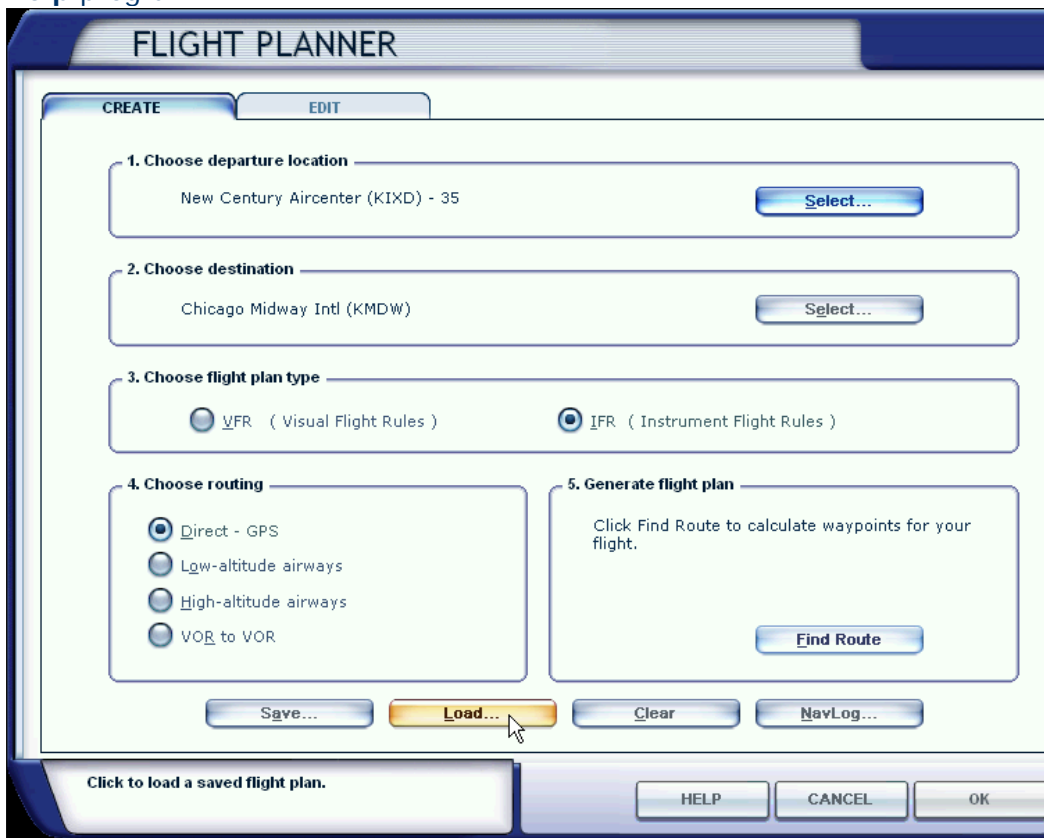 FLIGHT PLANNER
CREATE EDIT
1. Choose departure location
New Century Aircenter (KIXD) - 35 Select...
2. Choose destination
Chicago Midway Intl (KMDW) Select...
3. Choose flight plan type
VFR ( Visual Flight Rules ) IFR ( Instrument Flight Rules )
4. Choose routing
Direct - GPS
Low-altitude airways
High-altitude airways
VOR to VOR
5. Generate flight plan
Click Find Route to calculate waypoints for your
flight.
Find Route
Save... Load... Clear NavLog...
Click to load a saved flight plan.
HELP CANCEL OK